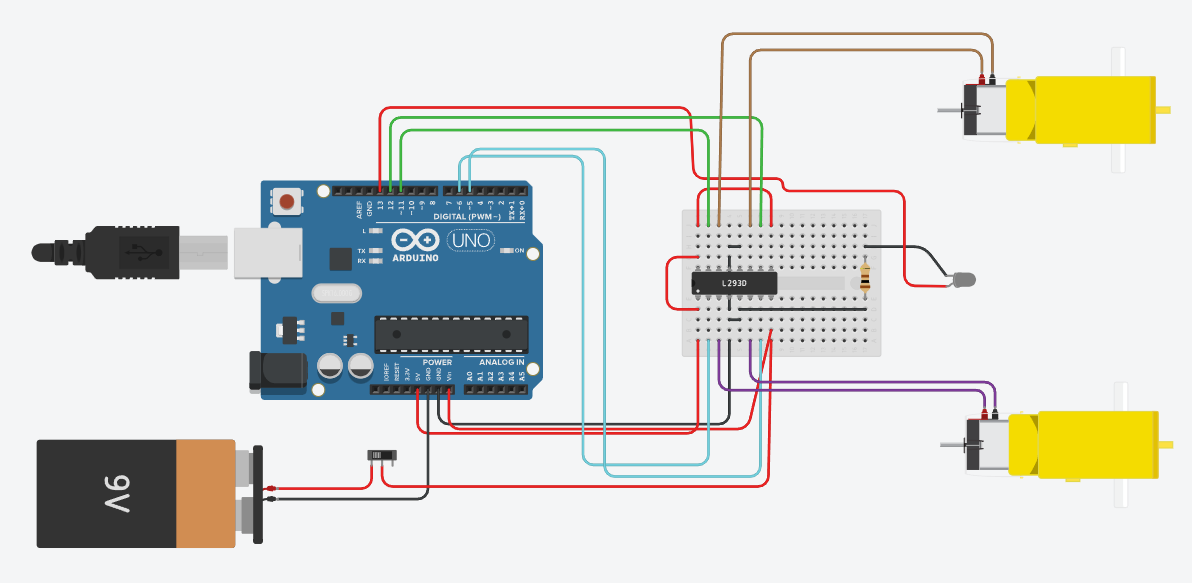 AREF
GND
13
12
~11
~10
~9
8
7
~6
~5
4
~3
2
TX→1
RX←0
DIGITAL (PWM~)
L
TX
RX
ARDUINO
UNO
ON
L293D
POWER
ANALOG IN
IOREF
RESET
3.3V
5V
GND
GND
Vin
A0
A1
A2
A3
A4
A5
9V